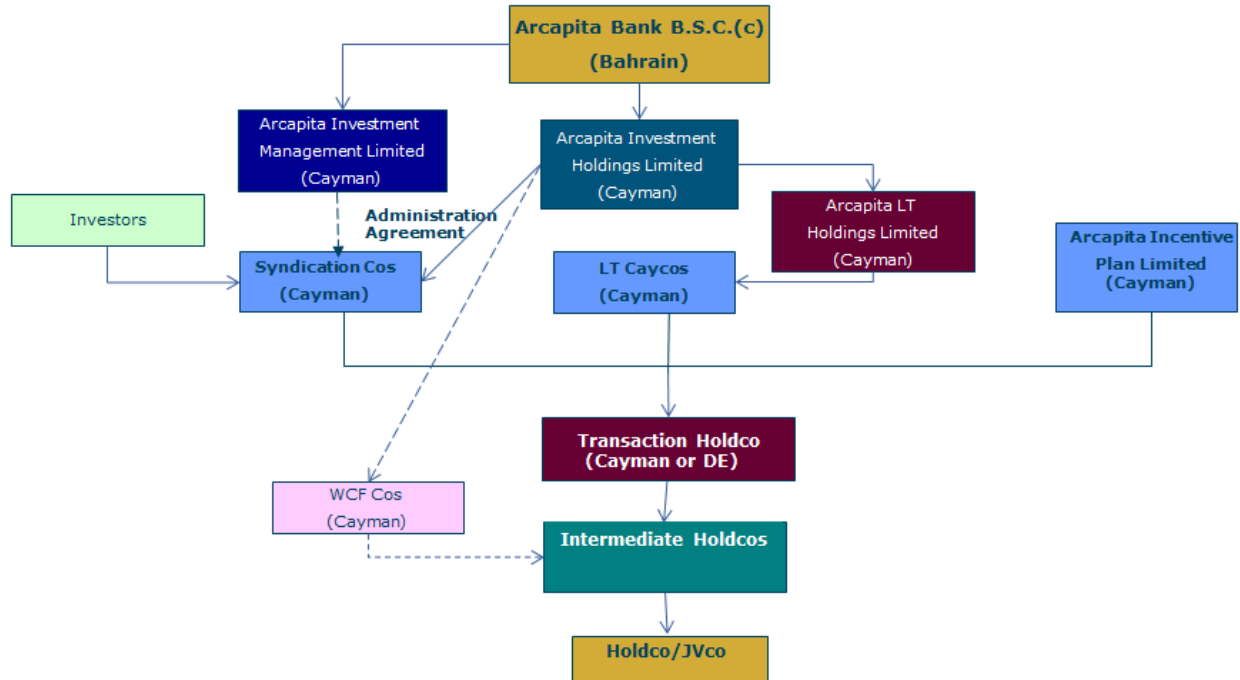 Arcapita Bank B.S.C.(c)
(Bahrain)
Arcapita Investment
Management Limited
(Cayman)
Arcapita Investment
Holdings Limited
(Cayman)
Investors
Administration
Agreement
Arcapita LT
Holdings Limited
(Cayman)
Arcapita Incentive
Plan Limited
(Cayman)
Syndication Cos
(Cayman)
LT Caycos
(Cayman)
Transaction Holdco
(Cayman or DE)
WCF Cos
(Cayman)
Intermediate Holdcos
Holdco/JVco